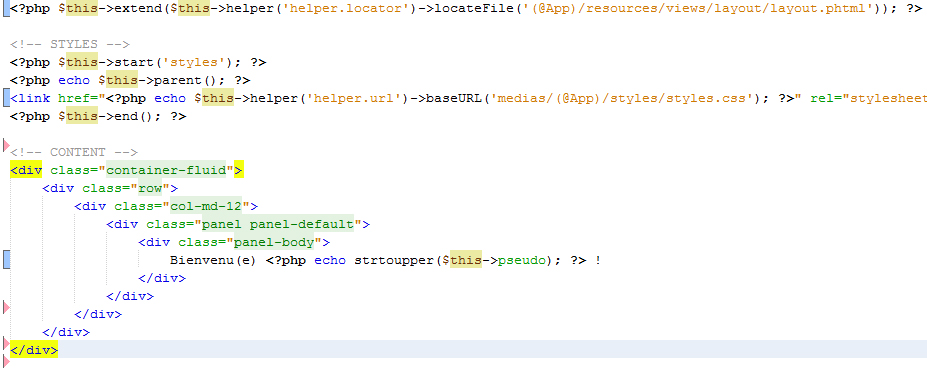 <?php $this->extend($this->helper('helper.locator')->locateFile('(@App)/resources/views/layout/layout.phtml')); ?>
<!-- STYLES -->
<?php $this->start('styles'); ?>
<?php echo $this->parent(); ?>
<link href="<?php echo $this->helper('helper.url')->baseURL('medias/(@App)/styles/styles.css'); ?>" rel="stylesheet
<?php $this->end(); ?>
<!-- CONTENT -->
<div class="container-fluid">
<div class="row">
<div class="col-md-12">
<div class="panel panel-default">
<div class="panel-body">
Bienvenu(e) <?php echo strtoupper($this->pseudo); ?> !
</div>
</div>
</div>
</div>
</div>